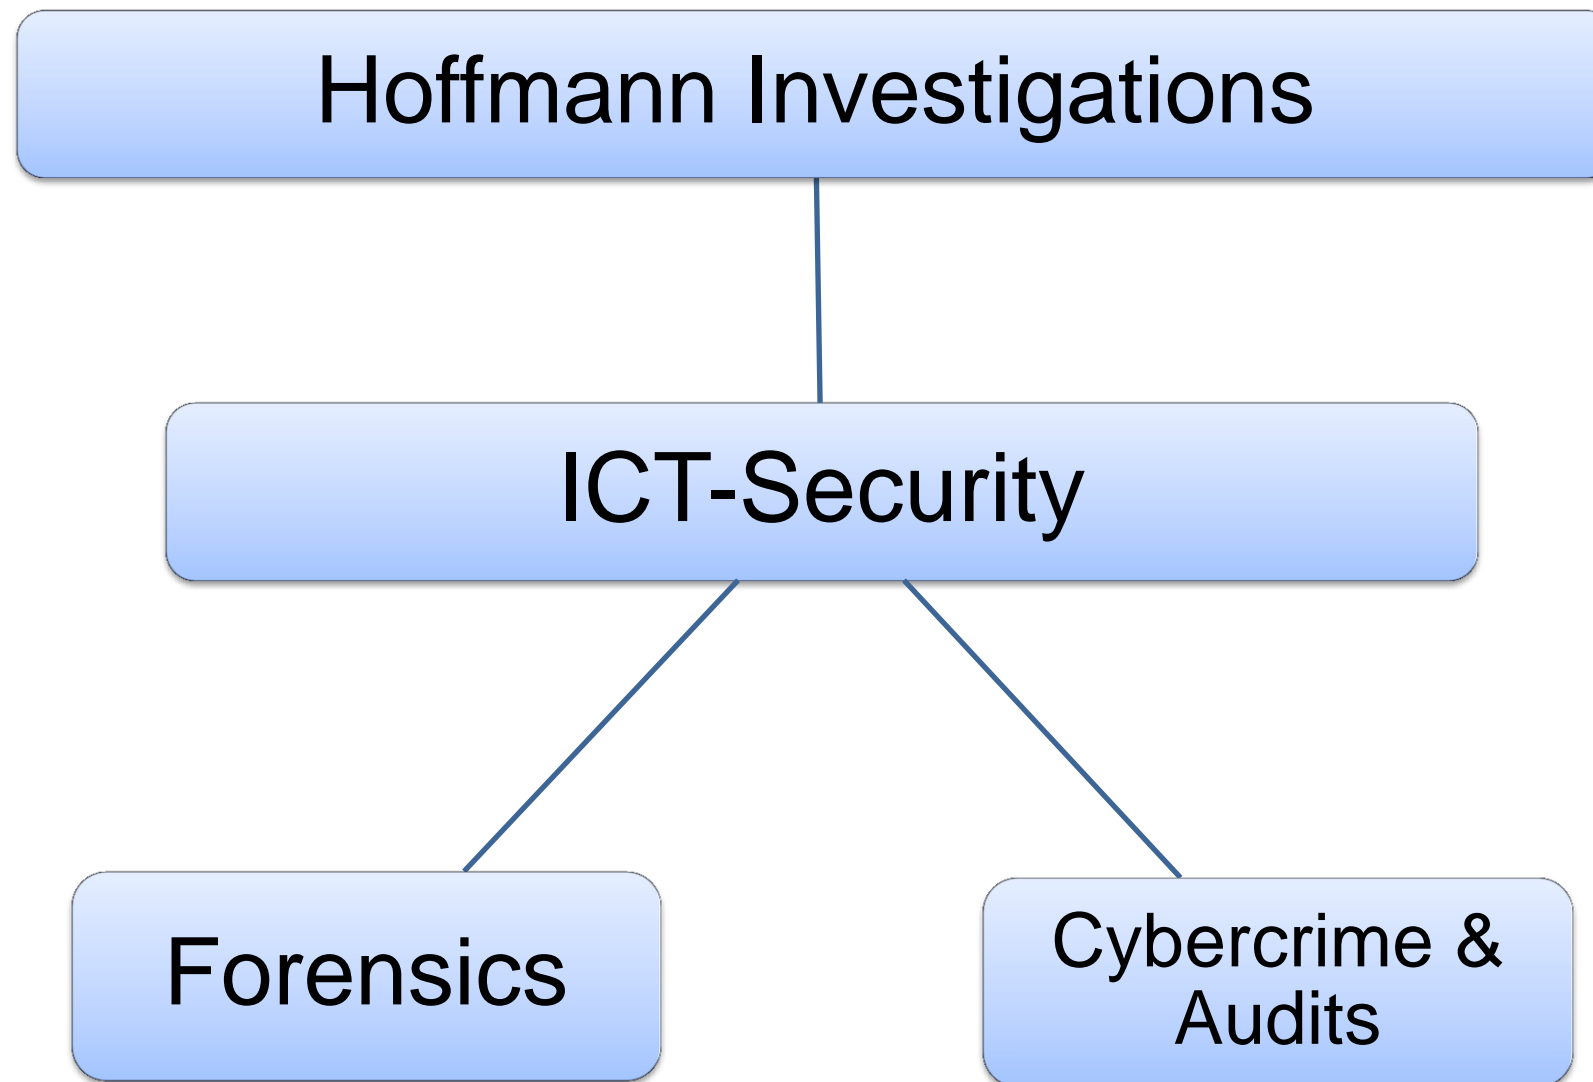 Hoffmann Investigations
ICT-Security
Forensics
Cybercrime &
Audits